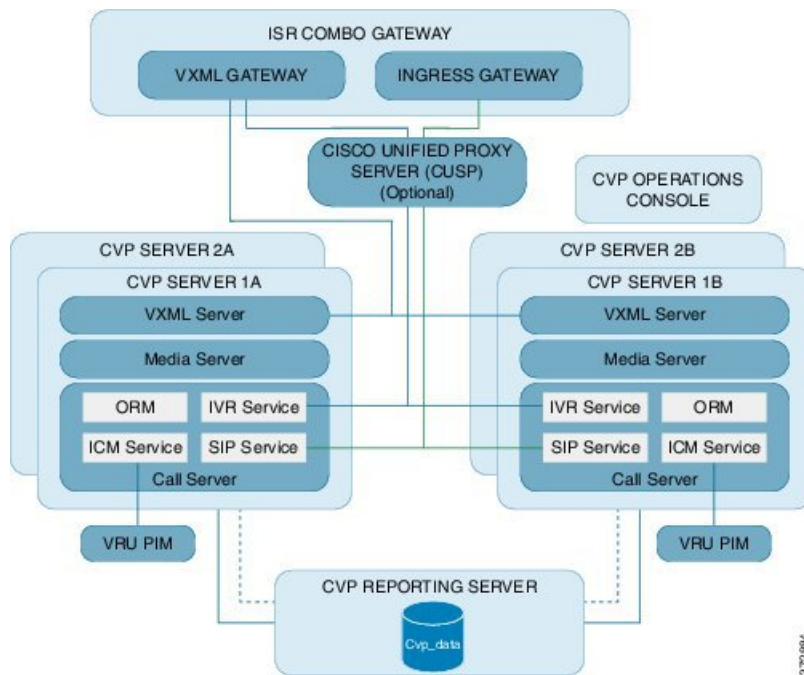 ISR COMBO GATEWAY
VXML GATEWAY
INGRESS GATEWAY
CISCO UNIFIED PROXY
SERVER (CUSP)
(Optional)
CVP OPERATIONS
CONSOLE
CVP SERVER 2A
CVP SERVER 1A
VXML Server
Media Server
ORM
IVR Service
ICM Service
SIP Service
Call Server
VRU PIM
CVP SERVER 2B
CVP SERVER 1B
VXML Server
Media Server
IVR Service
ORM
SIP Service
ICM Service
Call Server
VRU PIM
CVP REPORTING SERVER
Cvp_data